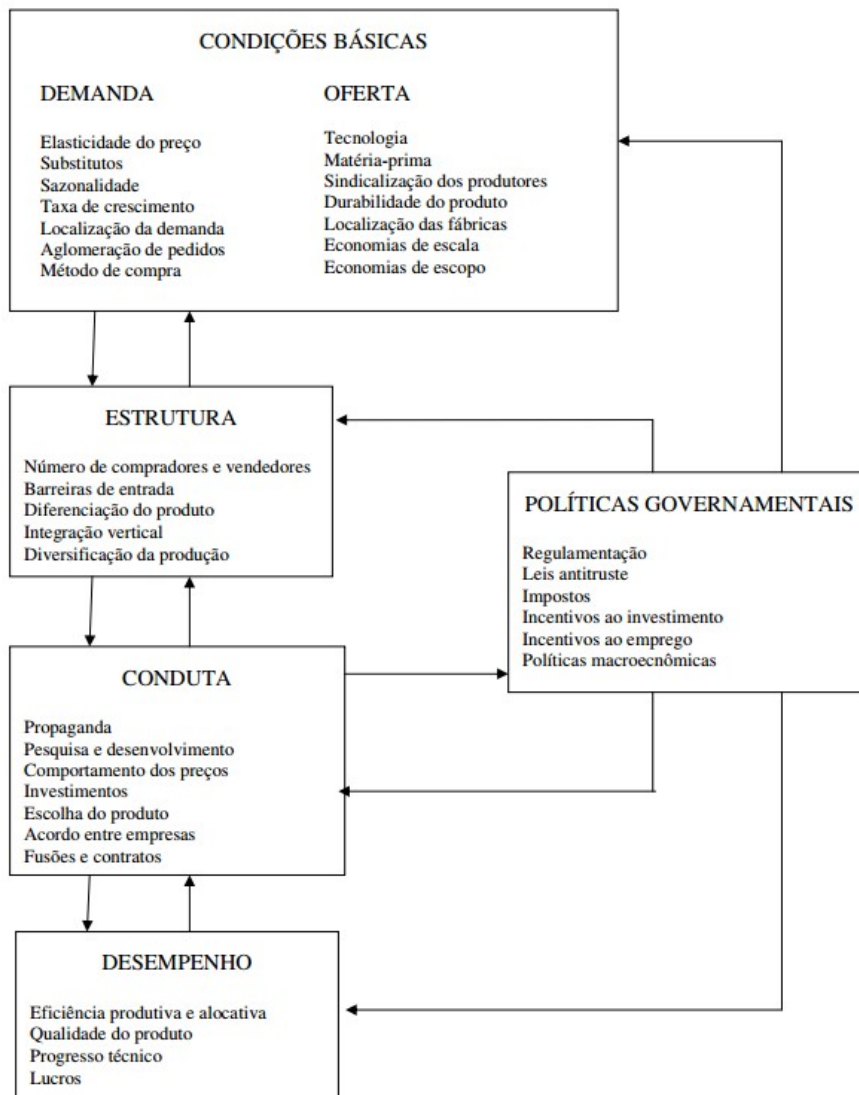 CONDIÇÕES BÁSICAS
DEMANDA
Elasticidade do preço
Substitutos
Sazonalidade
Taxa de crescimento
Localização da demanda
Aglomeração de pedidos
Método de compra
OFERTA
Tecnologia
Matéria-prima
Sindicalização dos produtores
Durabilidade do produto
Localização das fábricas
Economias de escala
Economias de escopo
ESTRUTURA
Número de compradores e vendedores
Barreiras de entrada
Diferenciação do produto
Integração vertical
Diversificação da produção
POLÍTICAS GOVERNAMENTAIS
Regulamentação
Leis antitruste
Impostos
Incentivos ao investimento
Incentivos ao emprego
Políticas macroecnômicas
CONDUTA
Propaganda
Pesquisa e desenvolvimento
Comportamento dos preços
Investimentos
Escolha do produto
Acordo entre empresas
Fusões e contratos
DESEMPENHO
Eficiência produtiva e alocativa
Qualidade do produto
Progresso técnico
Lucros